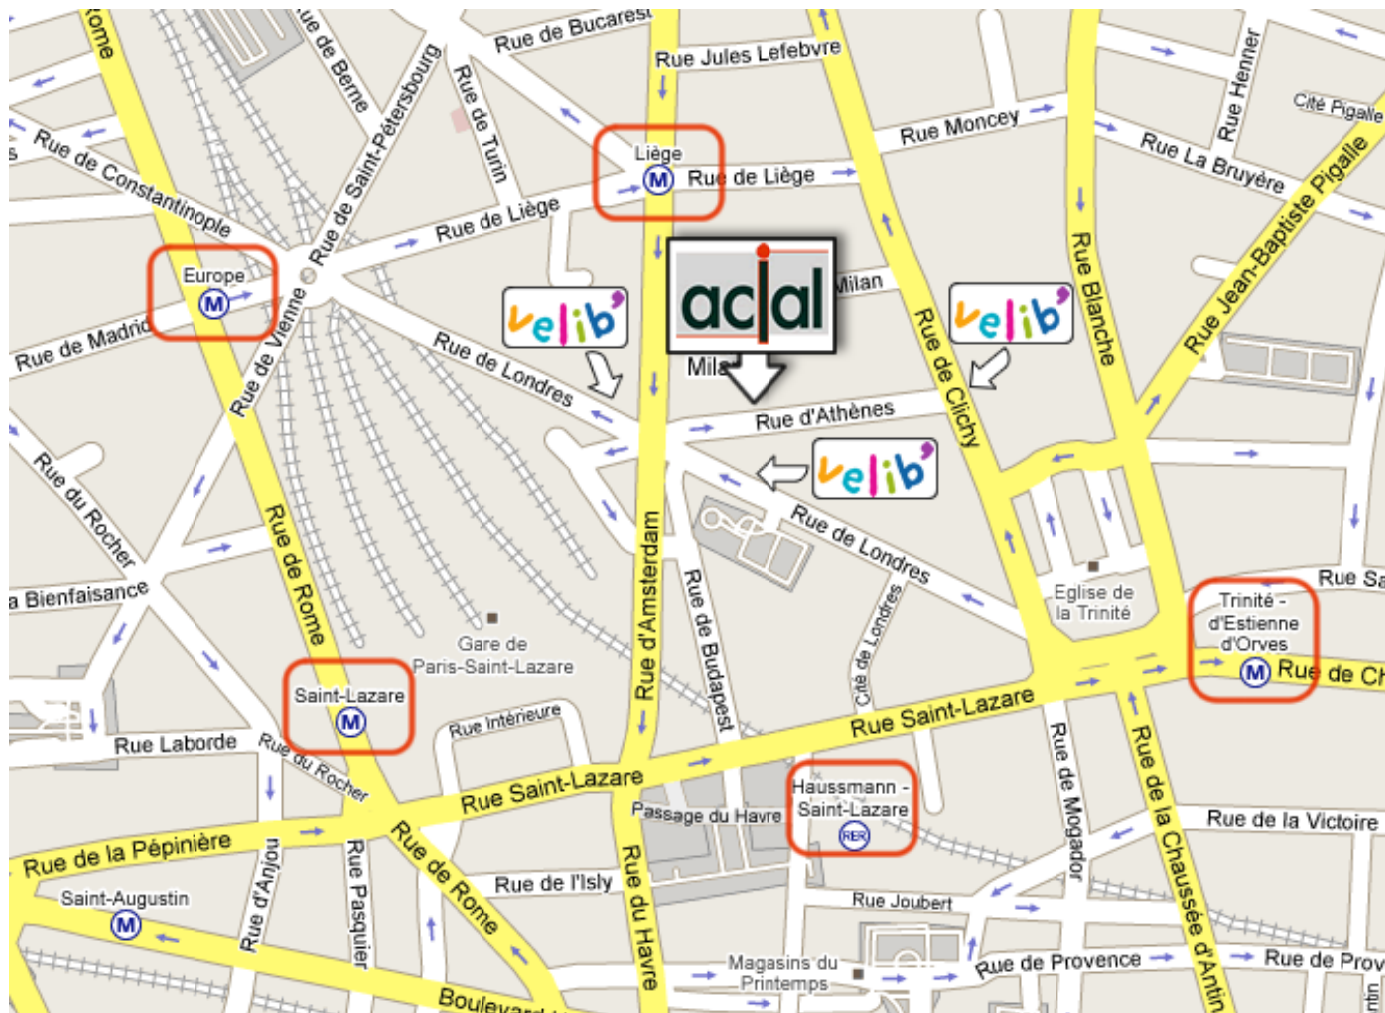 Rue de Rome
Rue de Berne
Rue de Saint-Pétersbourg
Rue de Bucarest
Rue Jules Lefebvre
Rue Henner
Cité Pigalle
Rue de Turin
Rue Moncey
Rue La Bruyère
Rue de Constantinople
Liège
M
Rue de Liège
Rue de Liège
Rue Jean-Baptiste Pigalle
Europe
M
Rue de Madrid
Rue de Vienne
velib'
acial
Milan
velib'
Rue Blanche
Rue de Londres
Rue de Clichy
Rue d'Athènes
velib'
Rue du Rocher
Rue de Rome
Rue d'Amsterdam
Rue de Londres
a Bienfaisance
Gare de
Paris-Saint-Lazare
Rue de Budapest
Cité de Londres
Eglise de
la Trinité
Rue Sa
Trinité -
d'Estienne
d'Orves
M
Rue de Ch
Saint-Lazare
M
Rue Intérieure
Rue Saint-Lazare
Rue Laborde
Rue du Rocher
Rue Saint-Lazare
Haussmann -
Saint-Lazare
RER
Passage du Havre
Rue de Mogador
Rue de la Chaussée d'Antin
Rue de la Victoire
Rue de la Pépinière
Rue d'Anjou
Rue Pasquier
Rue de Rome
Rue de l'Isly
Rue du Havre
Rue Joubert
Saint-Augustin
M
Magasins du
Printemps
Rue de Provence
Rue de Prov
Boulevard
ntin